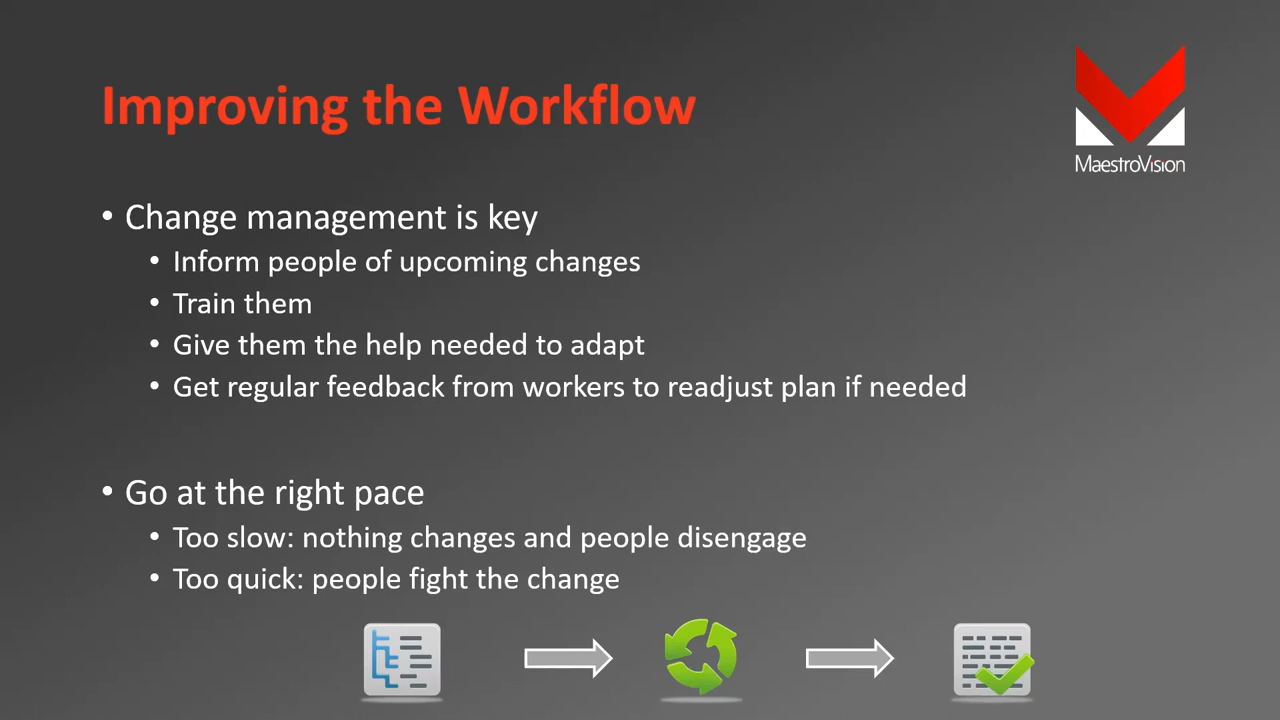 Improving the Workflow
MaestroVision
• Change management is key
• Inform people of upcoming changes
• Train them
• Give them the help needed to adapt
• Get regular feedback from workers to readjust plan if needed
• Go at the right pace
• Too slow: nothing changes and people disengage
• Too quick: people fight the change